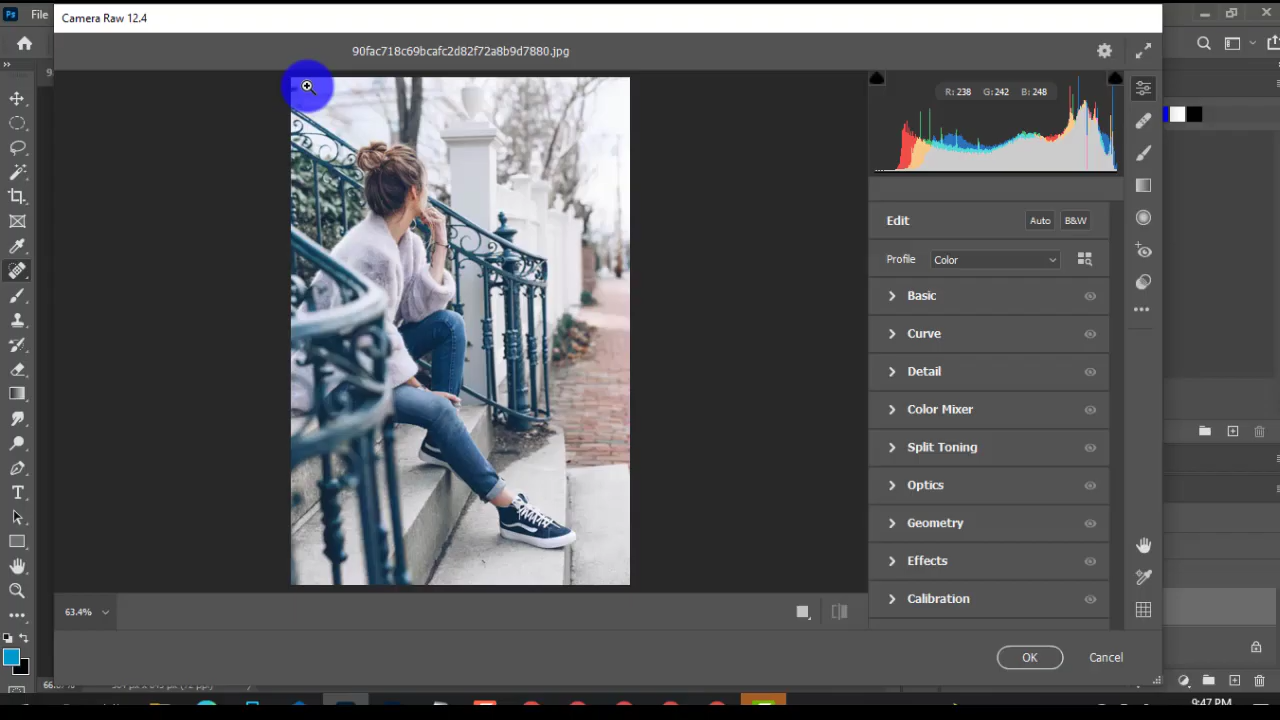 Camera Raw 12.4
Ps File
90fac718c69bcafc2d82f72a8b9d7880.jpg
R: 238 G: 242 B: 248
Edit Auto B&W
Profile Color
Basic
Curve
Detail
Color Mixer
Split Toning
Optics
Geometry
Effects
Calibration
63.4%
OK Cancel
9:47 PM